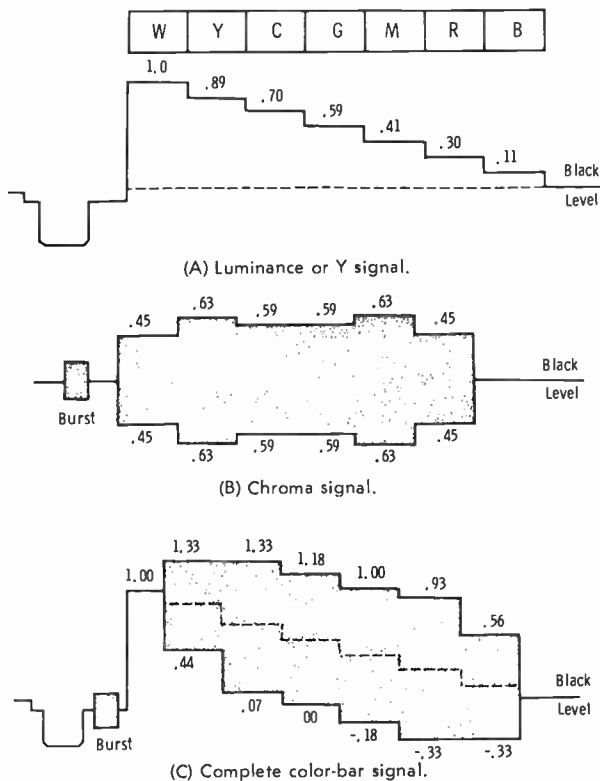 W Y C G M R B
1.0 .89 .70 .59 .41 .30 .11
Black
Level
(A) Luminance or Y signal.
.45 .63 .59 .59 .63 .45
Black
Level
Burst
.45 .63 .59 .59 .63 .45
(B) Chroma signal.
1.00 1.33 1.33 1.18 1.00 .93 .56
Black
Level
Burst
.44 .07 00 -.18 -.33 -.33
(C) Complete color-bar signal.